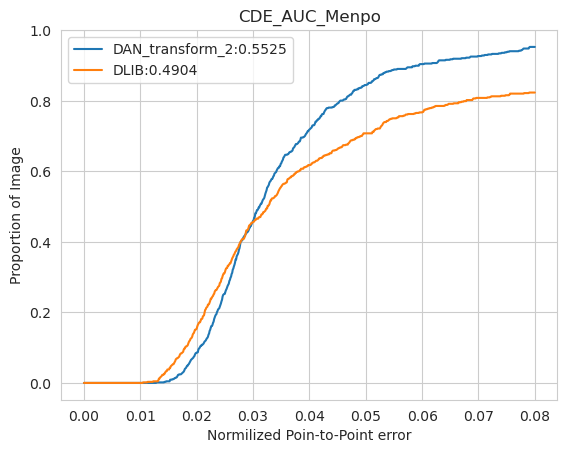 CDE_AUC_Menpo
DAN_transform_2:0.5525
DLIB:0.4904
Proportion of Image
1.0
0.8
0.6
0.4
0.2
0.0
0.00 0.01 0.02 0.03 0.04 0.05 0.06 0.07 0.08
Normilized Poin-to-Point error